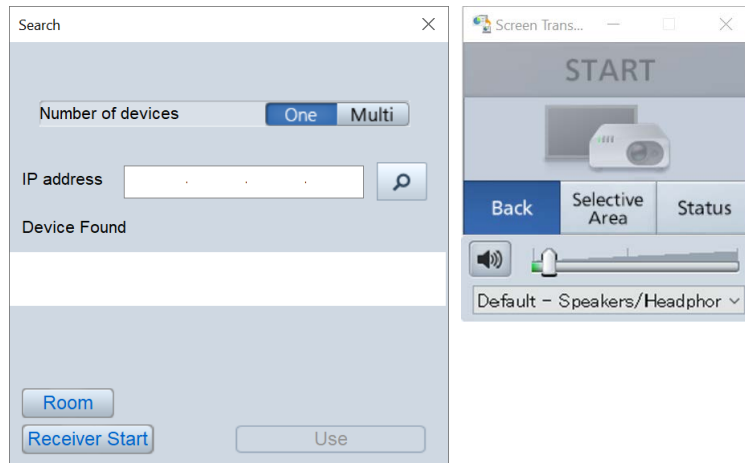 Search
Number of devices
One
Multi
IP address
. . .
Device Found
Room
Receiver Start
Use
Screen Trans...
START
Back
Selective
Area
Status
Default - Speakers/Headphor